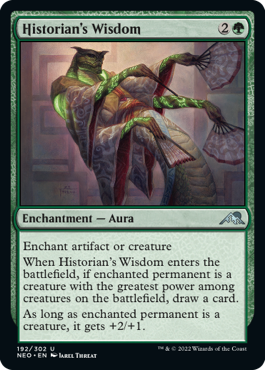 Historian's Wisdom 2
Enchantment — Aura
Enchant artifact or creature
When Historian's Wisdom enters the
battlefield, if enchanted permanent is a
creature with the greatest power among
creatures on the battlefield, draw a card.
As long as enchanted permanent is a
creature, it gets +2/+1.
192/302 U
NEO • EN JAREL THREAT
™ & © 2022 Wizards of the Coast